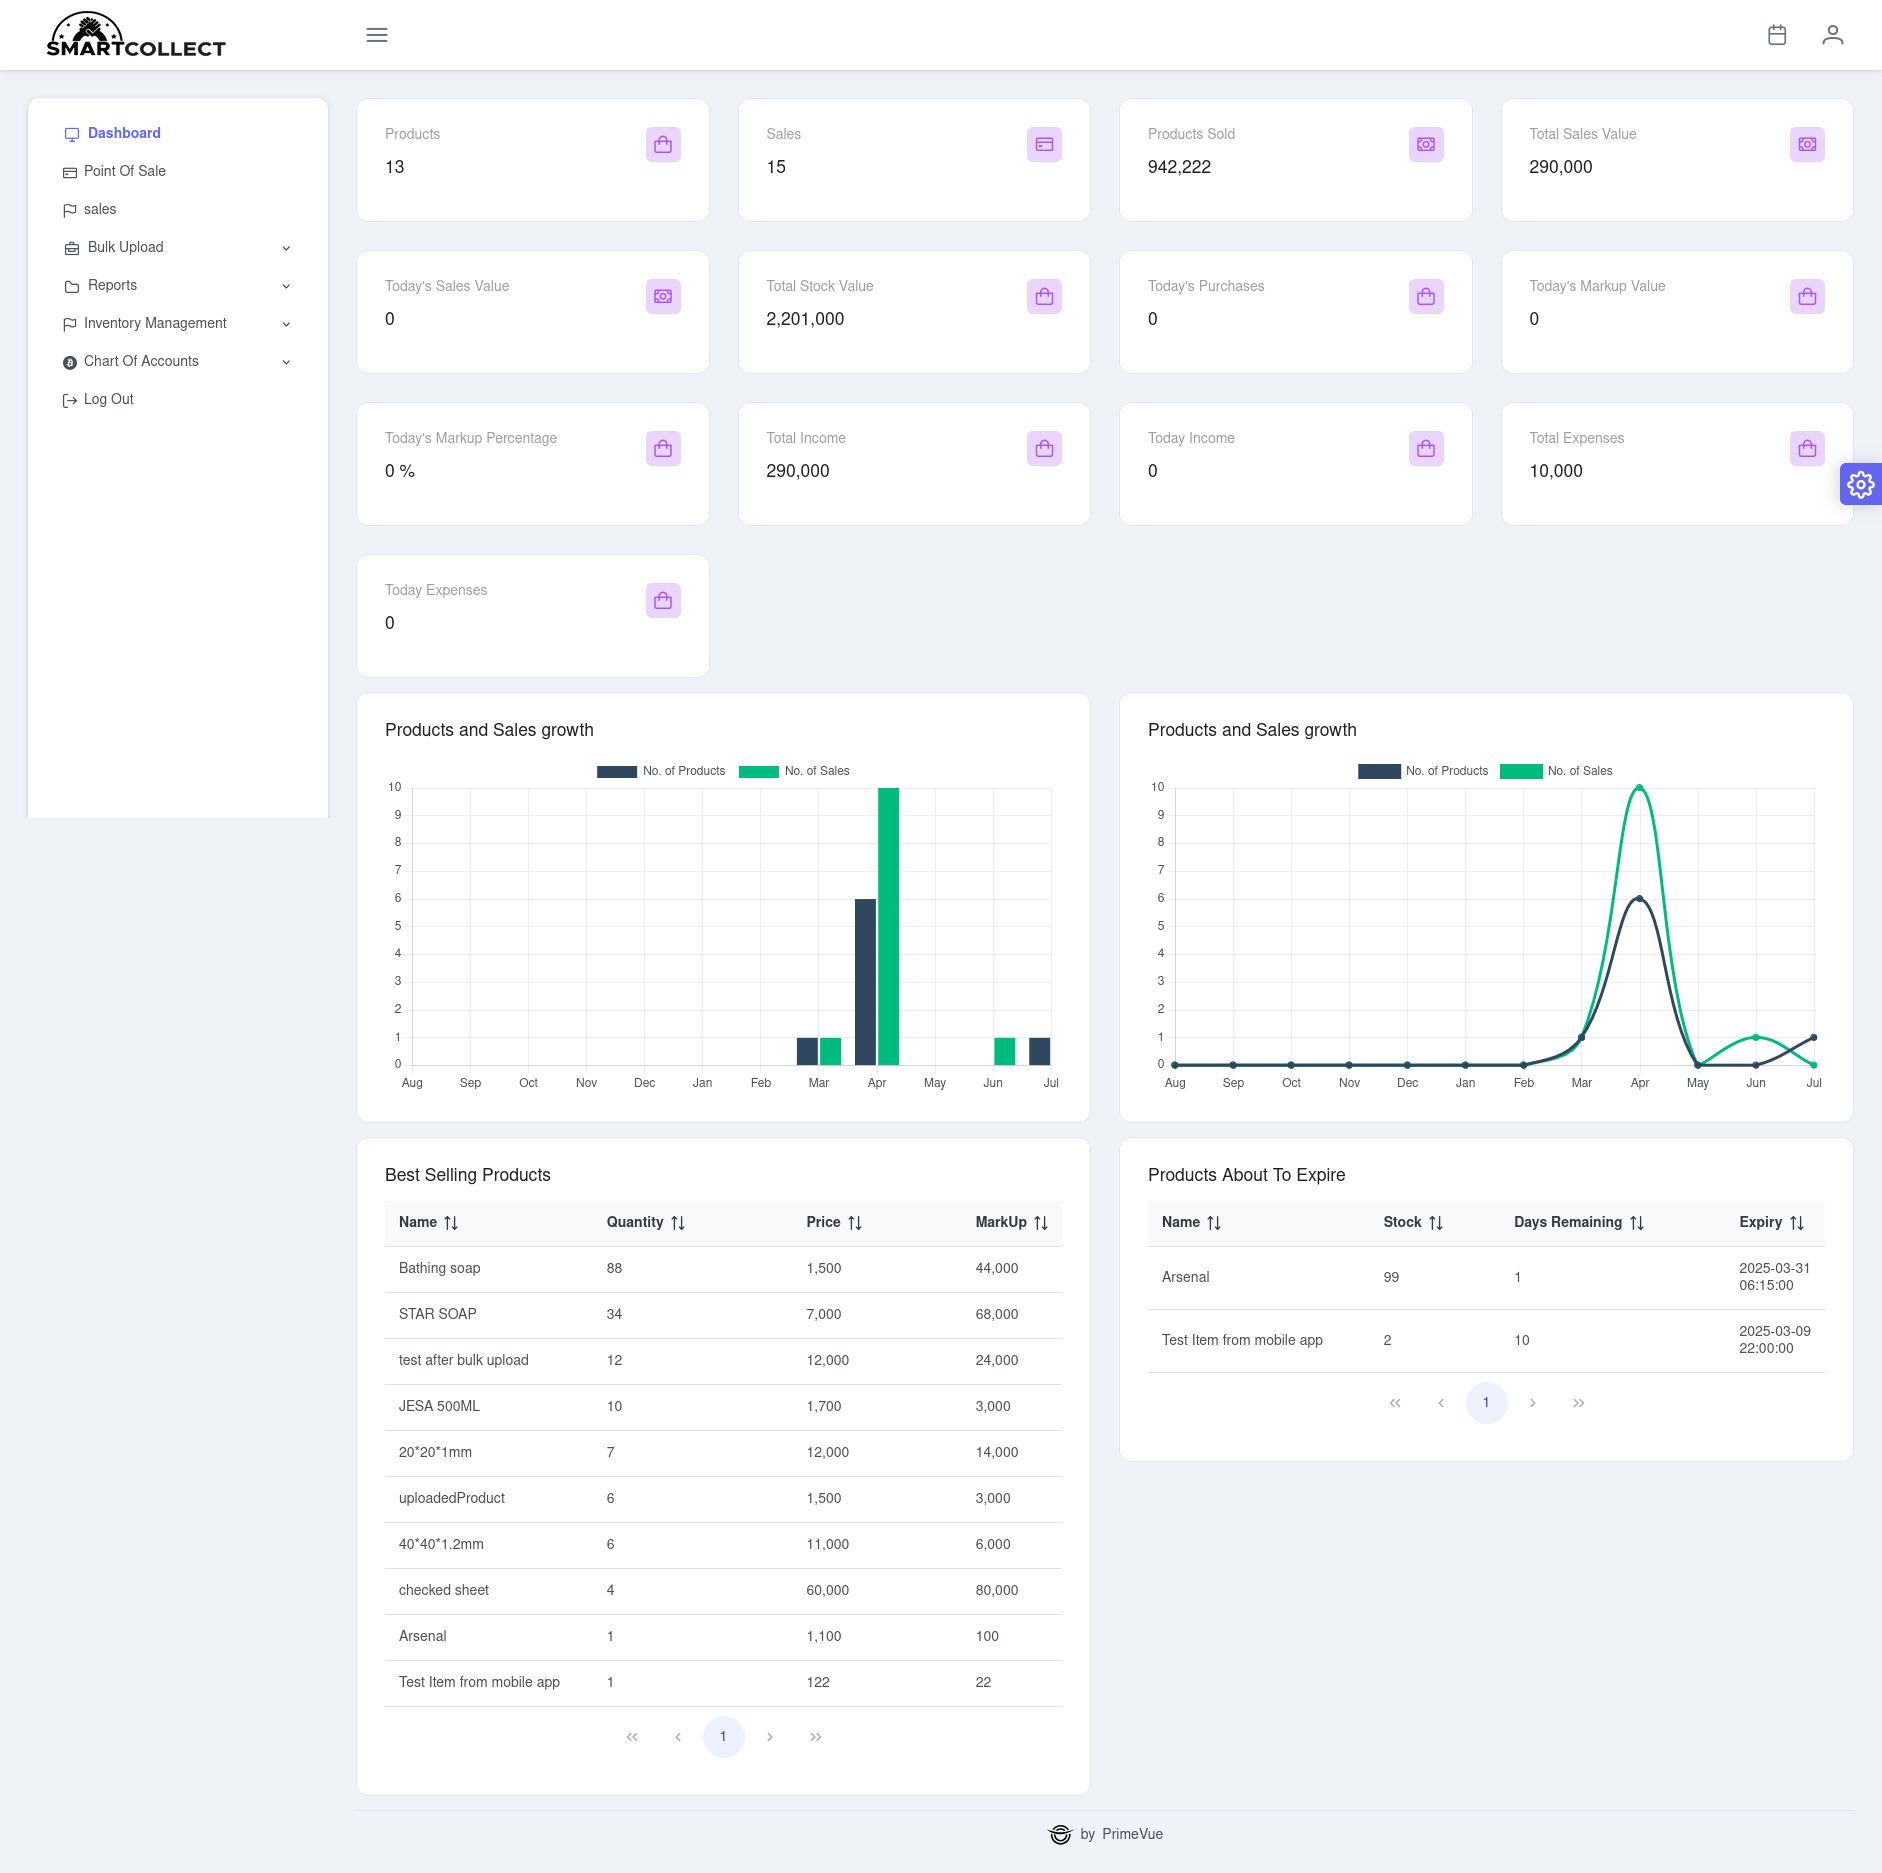 SMARTCOLLECT
Dashboard
Point Of Sale
sales
Bulk Upload
Reports
Inventory Management
Chart Of Accounts
Log Out
Products
13
Sales
15
Products Sold
942,222
Total Sales Value
290,000
Today's Sales Value
0
Total Stock Value
2,201,000
Today's Purchases
0
Today's Markup Value
0
Today's Markup Percentage
0 %
Total Income
290,000
Today Income
0
Total Expenses
10,000
Today Expenses
0
Products and Sales growth
No. of Products No. of Sales
10
9
8
7
6
5
4
3
2
1
0
Aug Sep Oct Nov Dec Jan Feb Mar Apr May Jun Jul
Products and Sales growth
No. of Products No. of Sales
10
9
8
7
6
5
4
3
2
1
0
Aug Sep Oct Nov Dec Jan Feb Mar Apr May Jun Jul
Best Selling Products
Name Quantity Price MarkUp
Bathing soap 88 1,500 44,000
STAR SOAP 34 7,000 68,000
test after bulk upload 12 12,000 24,000
JESA 500ML 10 1,700 3,000
20*20*1mm 7 12,000 14,000
uploadedProduct 6 1,500 3,000
40*40*1.2mm 6 11,000 6,000
checked sheet 4 60,000 80,000
Arsenal 1 1,100 100
Test Item from mobile app 1 122 22
1
Products About To Expire
Name Stock Days Remaining Expiry
Arsenal 99 1 2025-03-31
06:15:00
Test Item from mobile app 2 10 2025-03-09
22:00:00
1
by PrimeVue